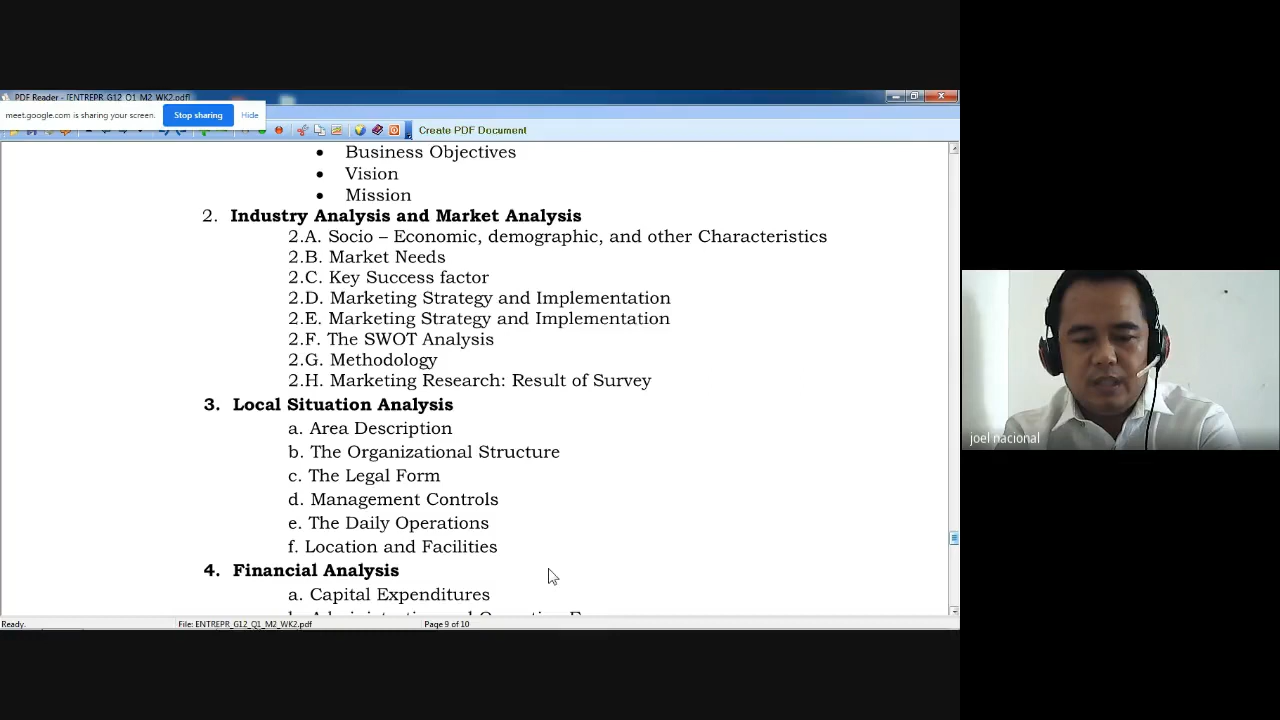 PDF Reader - [ENTREPR_G12_Q1_M2_WK2.pdf]
meet.google.com is sharing your screen.
Stop sharing
Hide
Create PDF Document
• Business Objectives
• Vision
• Mission
2. Industry Analysis and Market Analysis
2.A. Socio – Economic, demographic, and other Characteristics
2.B. Market Needs
2.C. Key Success factor
2.D. Marketing Strategy and Implementation
2.E. Marketing Strategy and Implementation
2.F. The SWOT Analysis
2.G. Methodology
2.H. Marketing Research: Result of Survey
3. Local Situation Analysis
a. Area Description
b. The Organizational Structure
c. The Legal Form
d. Management Controls
e. The Daily Operations
f. Location and Facilities
joel nacional
4. Financial Analysis
a. Capital Expenditures
Ready.
File: ENTREPR_G12_Q1_M2_WK2.pdf
Page 9 of 10